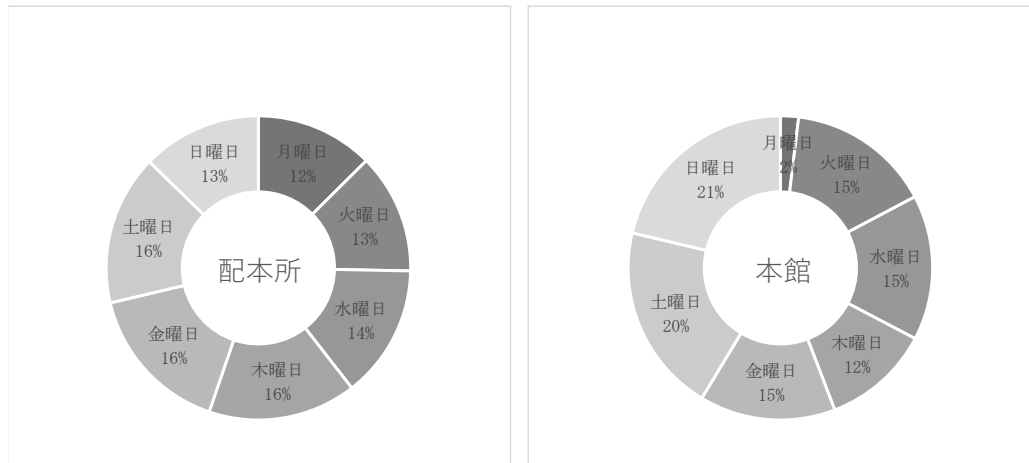 月曜日
12%
火曜日
13%
水曜日
14%
木曜日
16%
金曜日
16%
土曜日
16%
日曜日
13%
配本所
月曜日
2%
火曜日
15%
水曜日
15%
木曜日
12%
金曜日
15%
土曜日
20%
日曜日
21%
本館